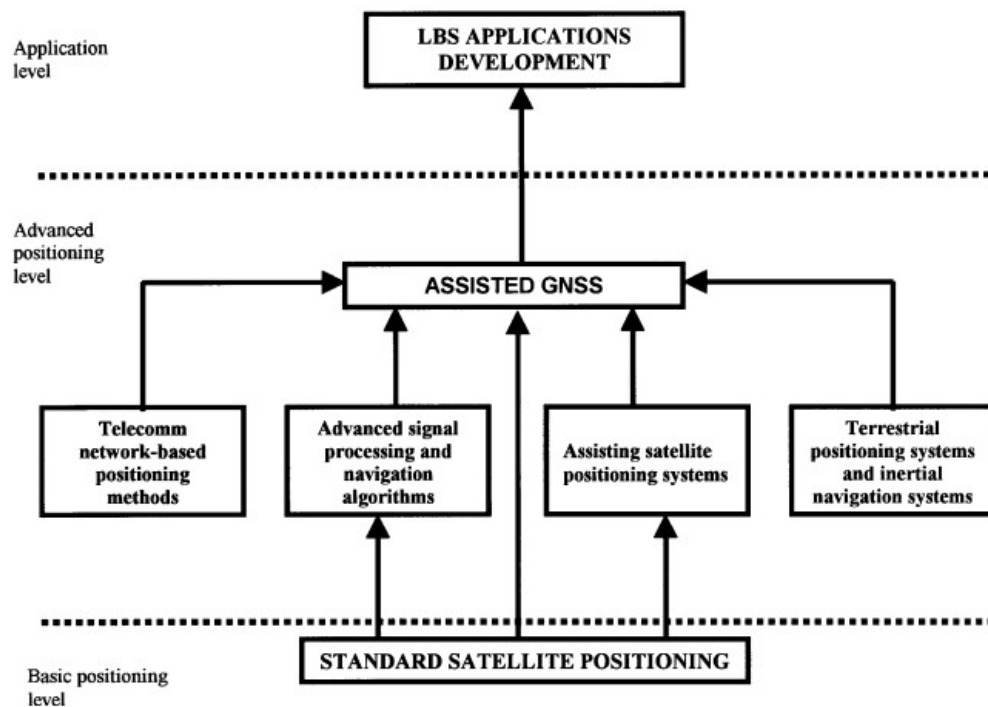 Application
level
LBS APPLICATIONS
DEVELOPMENT
Advanced
positioning
level
ASSISTED GNSS
Telecomm
network-based
positioning
methods
Advanced signal
processing and
navigation
algorithms
Assisting satellite
positioning systems
Terrestrial
positioning systems
and inertial
navigation systems
STANDARD SATELLITE POSITIONING
Basic positioning
level